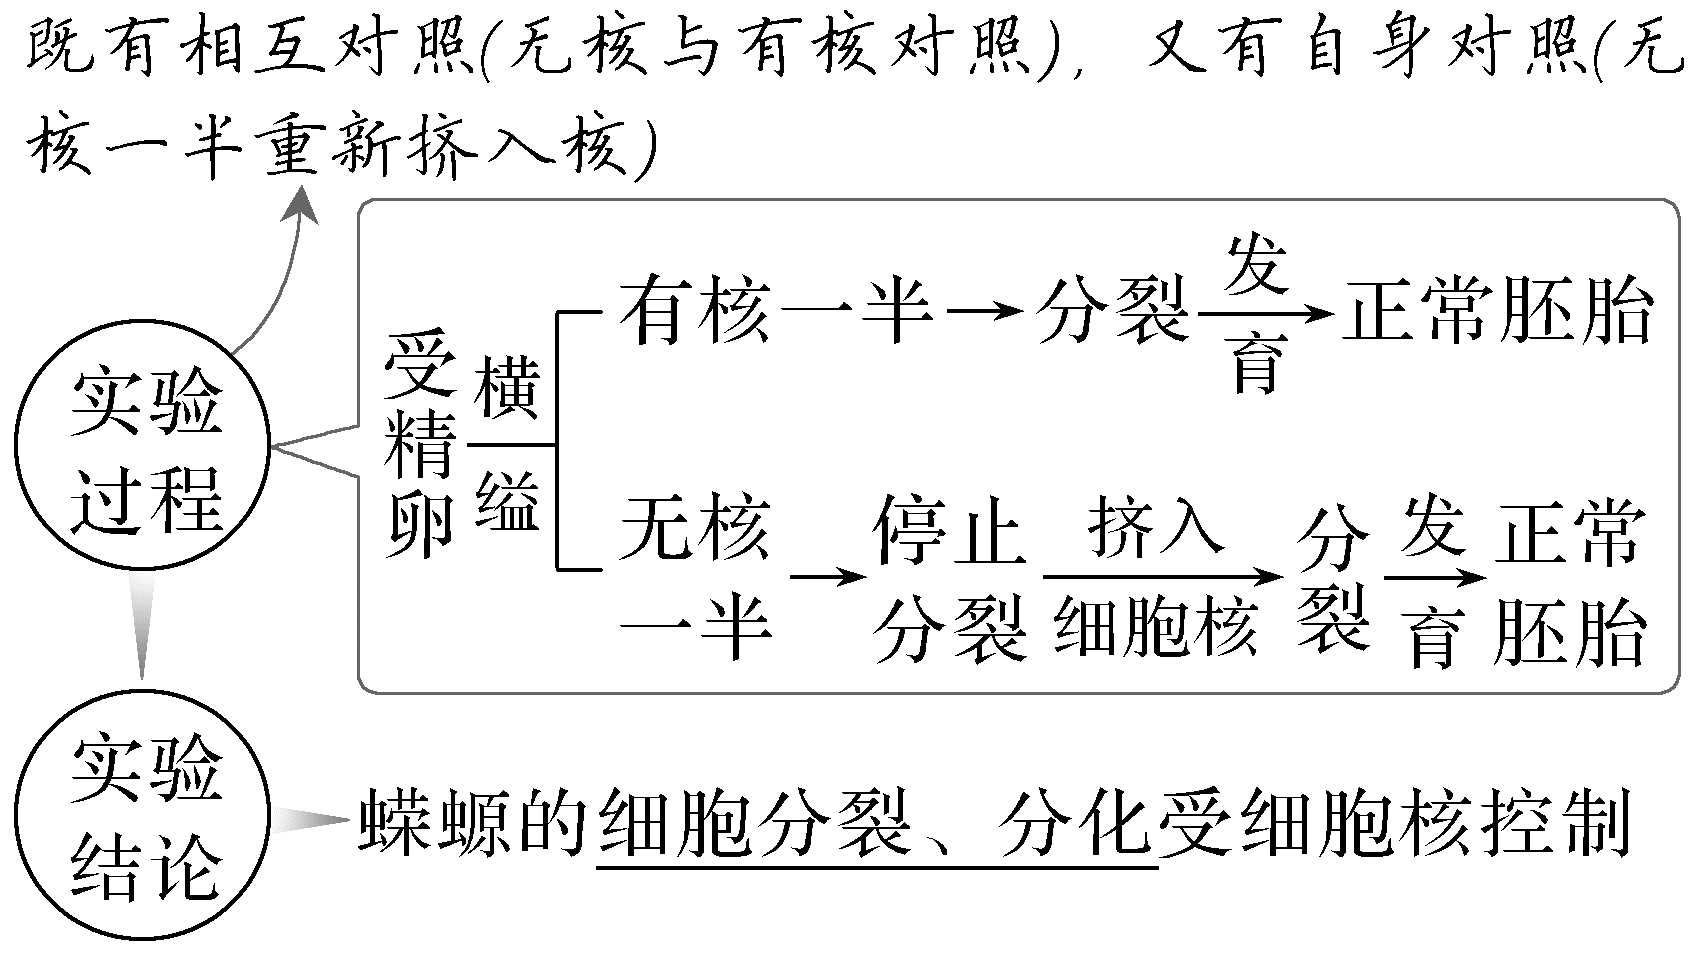 既有相互对照(无核与有核对照)，又有自身对照(无
核一半重新挤入核)
实验
过程
受精卵
横缢
有核一半
分裂
发育
正常胚胎
无核
一半
停止
分裂
挤入
细胞核
分裂
发育
正常
胚胎
实验
结论
蝾螈的细胞分裂、分化受细胞核控制